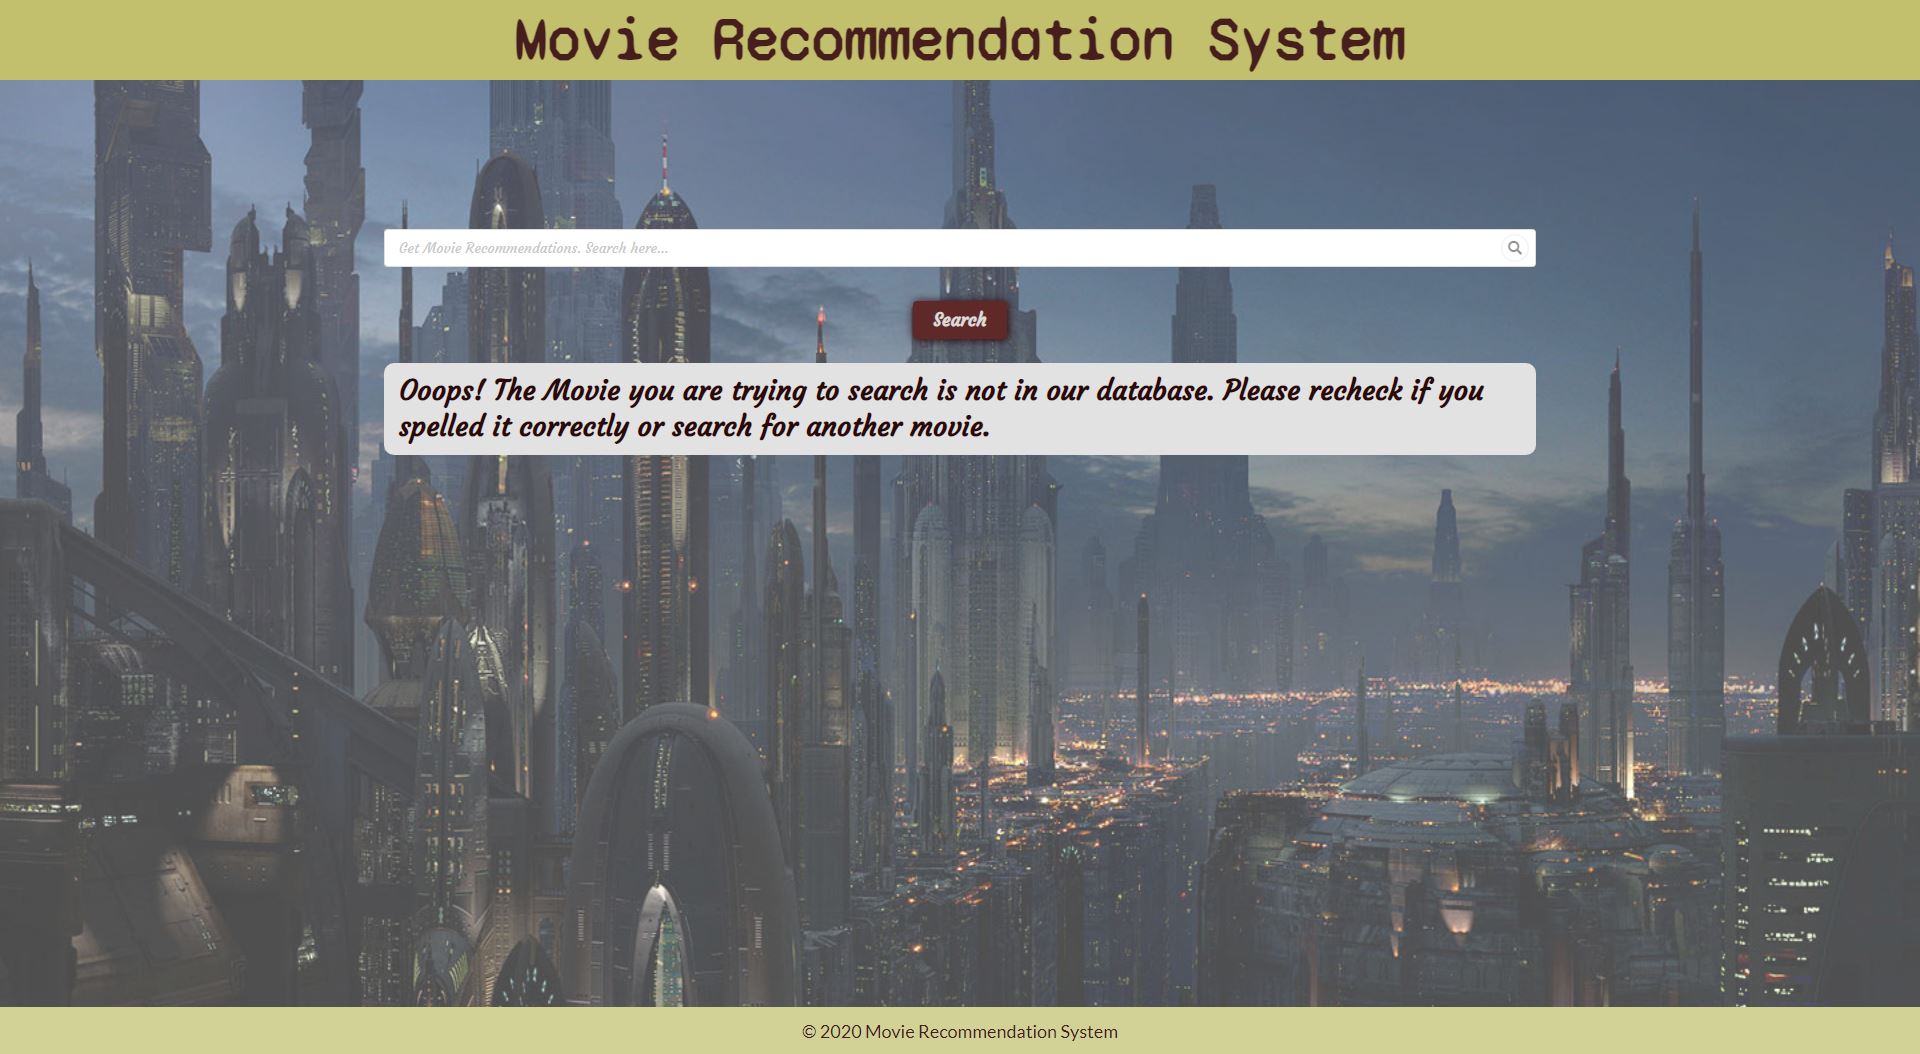 Movie Recommendation System
Get Movie Recommendations. Search here...
Search
Ooops! The Movie you are trying to search is not in our database. Please recheck if you
spelled it correctly or search for another movie.
© 2020 Movie Recommendation System